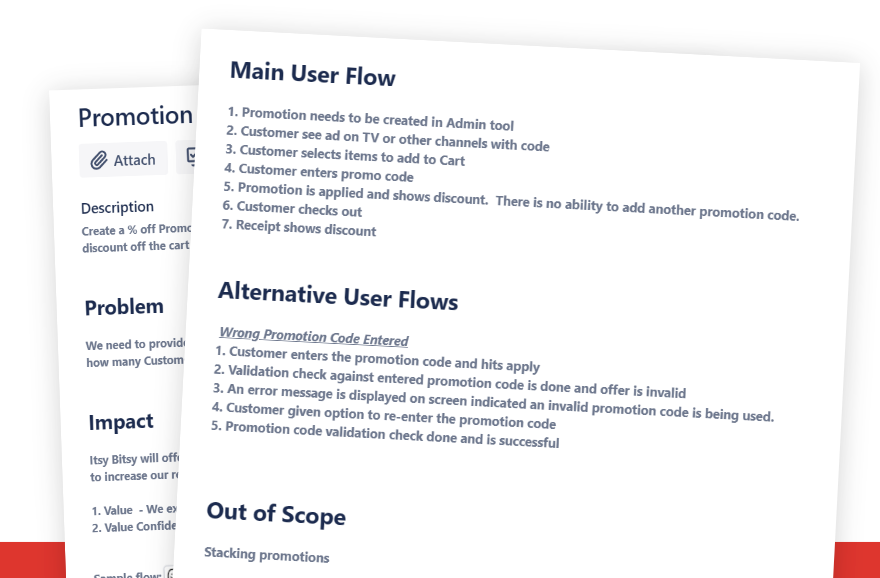 Promotion
Attach
Description
Create a % off
discount off the cart
Problem
We need to provide
how many
Impact
Itsy Bitsy will
to increase our
1. Value - We
2. Value
Sample flow:
Main User Flow
1. Promotion needs to be created in Admin tool
2. Customer see ad on TV or other channels with code
3. Customer selects items to add to Cart
4. Customer enters promo code
5. Promotion is applied and shows discount. There is no ability to add another promotion code.
6. Customer checks out
7. Receipt shows discount
Alternative User Flows
Wrong Promotion Code Entered
1. Customer enters the promotion code and hits apply
2. Validation check against entered promotion code is done and offer is invalid
3. An error message is displayed on screen indicated an invalid promotion code is being used.
4. Customer given option to re-enter the promotion code
5. Promotion code validation check done and is successful
Out of Scope
Stacking promotions